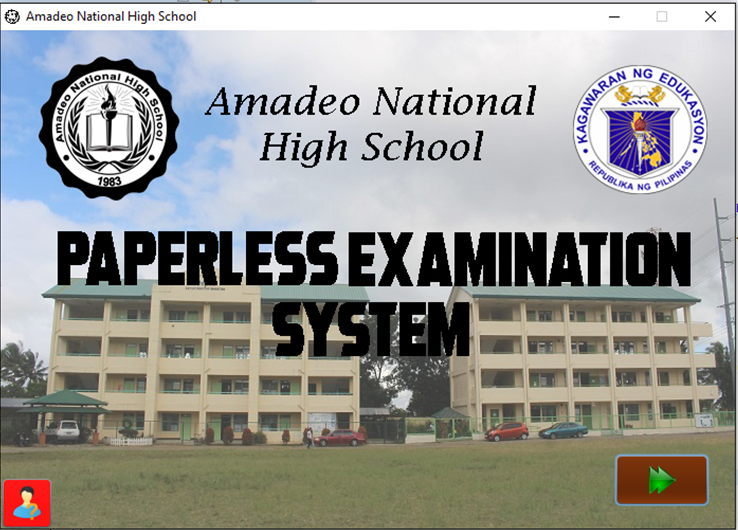 Amadeo National High School
Amadeo National High School
1983
Amadeo National
High School
KAGAWARAN NG EDUKASYON
REPUBLIKA NG PILIPINAS
PAPERLESS EXAMINATION
SYSTEM